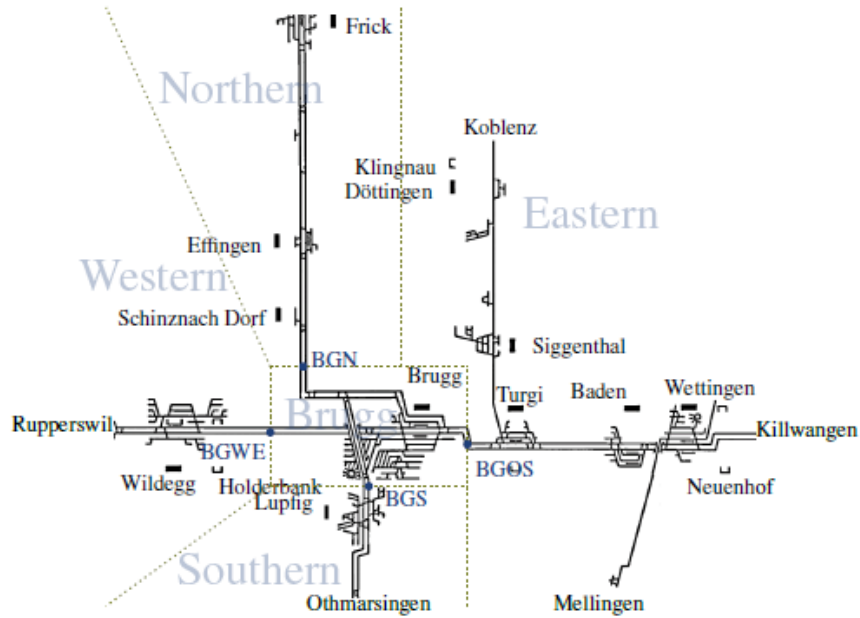 Frick
Northern
Koblenz
Klingnau
Döttingen
Eastern
Effingen
Western
Schinznach Dorf
Siggenthal
BGN
Brugg
Turgi
Baden
Wettingen
Brugg
Rupperswil
Killwangen
BGWE
BGOS
Wildegg
Holderbank
Neuenhof
BGS
Lupfig
Southern
Othmarsingen
Mellingen